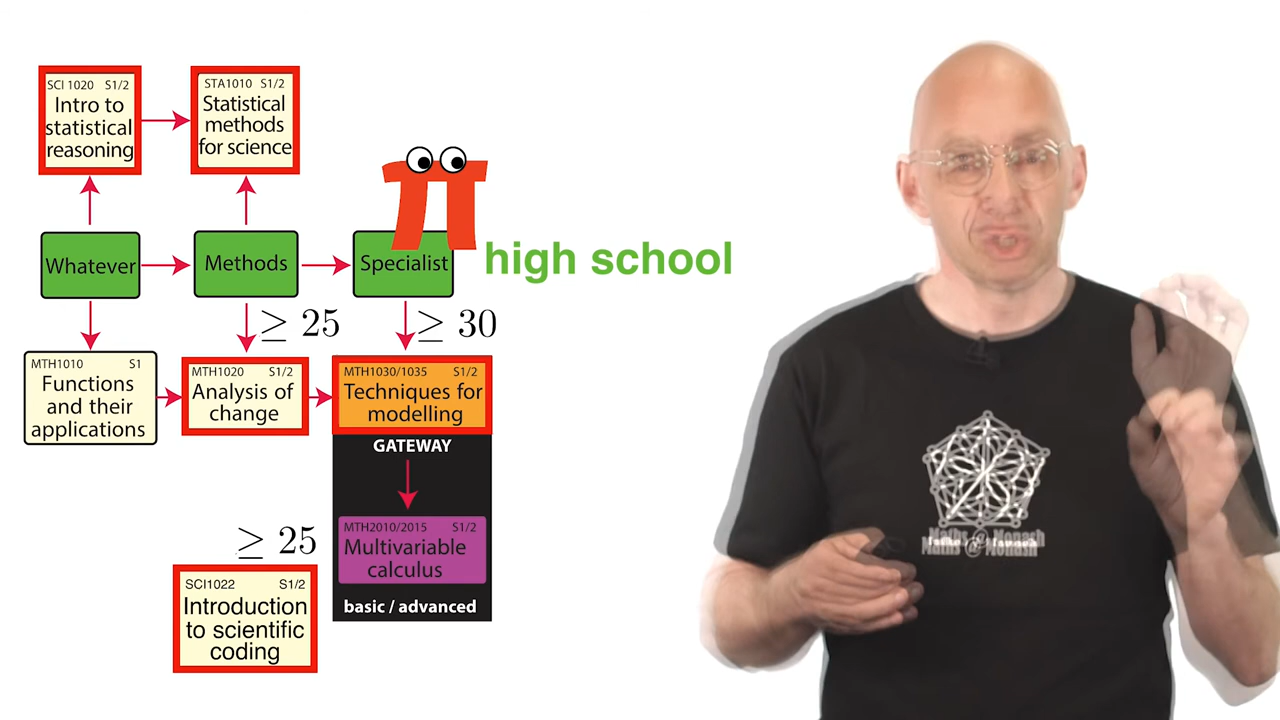 SCI 1020 S1/2
Intro to
statistical
reasoning
STA1010 S1/2
Statistical
methods
for science
Whatever
Methods
Specialist
high school
≥ 25
≥ 30
MTH1010 S1
Functions
and their
applications
MTH1020 S1/2
Analysis of
change
MTH1030/1035 S1/2
Techniques for
modelling
GATEWAY
MTH2010/2015 S1/2
Multivariable
calculus
basic / advanced
≥ 25
SCI1022 S1/2
Introduction
to scientific
coding
Maths @ Monash